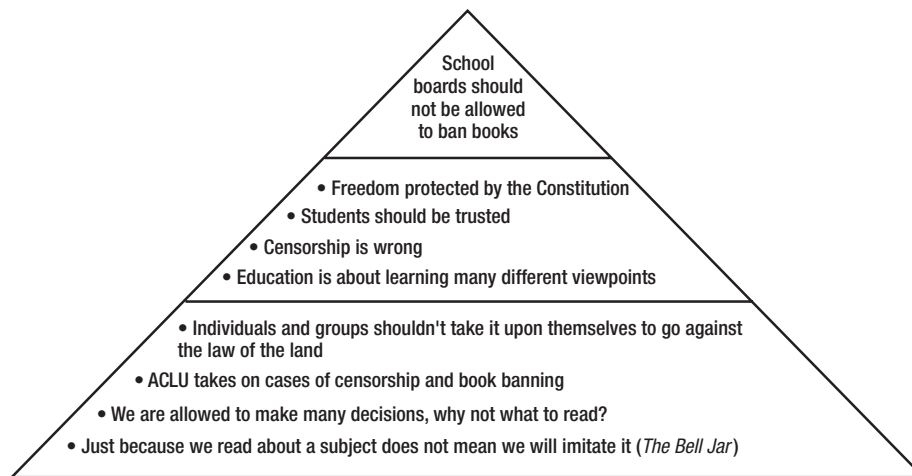 School
boards should
not be allowed
to ban books
• Freedom protected by the Constitution
• Students should be trusted
• Censorship is wrong
• Education is about learning many different viewpoints
• Individuals and groups shouldn't take it upon themselves to go against
the law of the land
• ACLU takes on cases of censorship and book banning
• We are allowed to make many decisions, why not what to read?
• Just because we read about a subject does not mean we will imitate it (The Bell Jar)